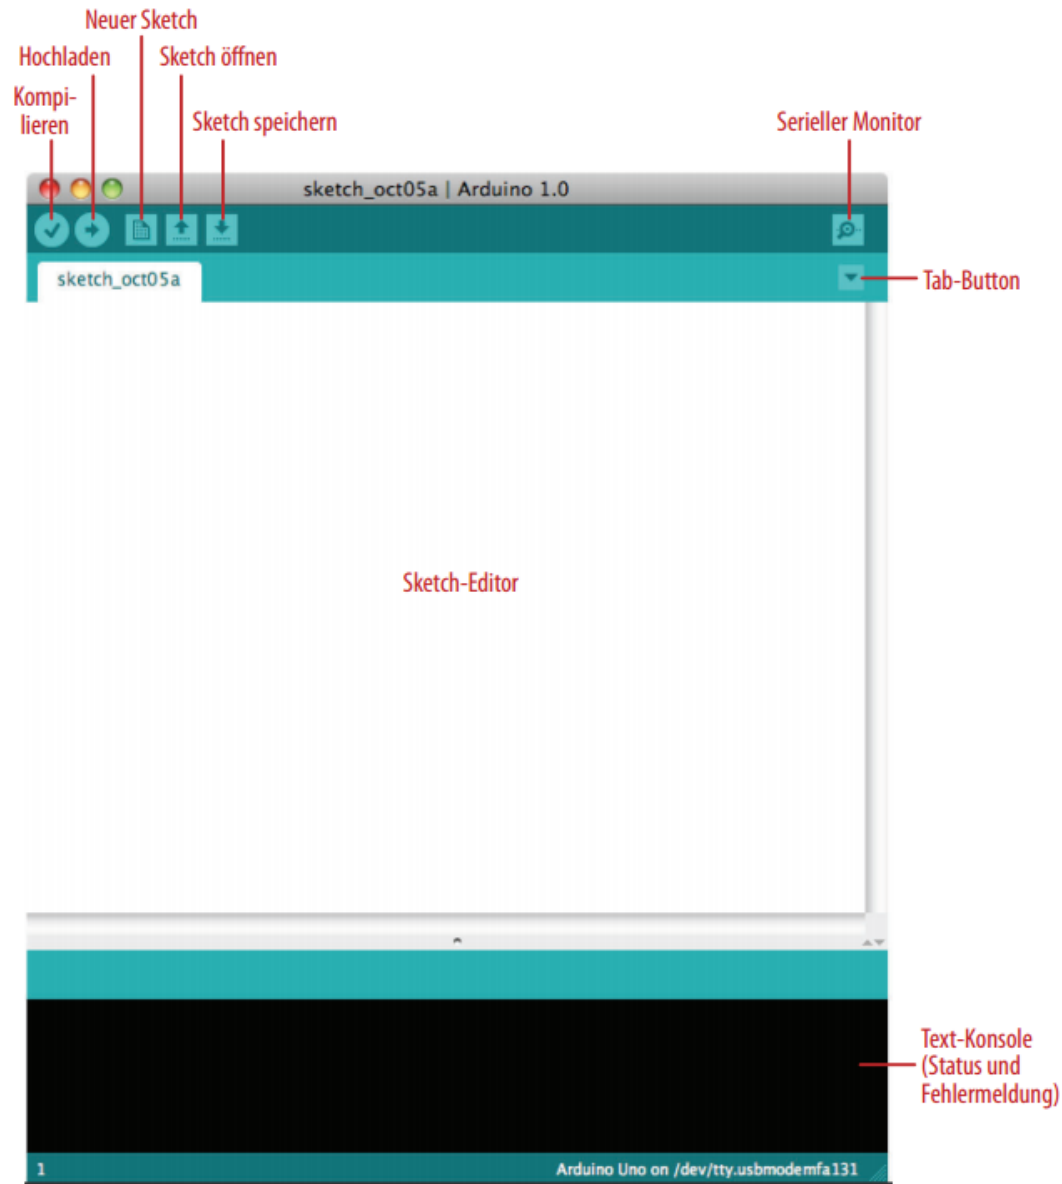 Neuer Sketch
Hochladen
Sketch öffnen
Kompi-
lieren
Sketch speichern
Serieller Monitor
sketch_oct05a | Arduino 1.0
sketch_oct05a
Tab-Button
Sketch-Editor
Text-Konsole
(Status und
Fehlermeldung)
1
Arduino Uno on /dev/tty.usbmodemfa131